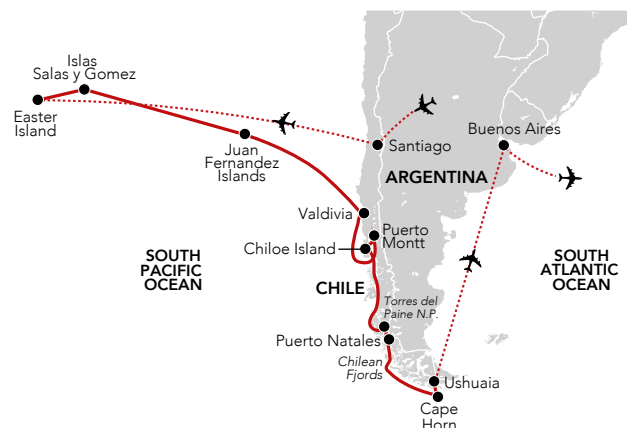 Islas
Salas y Gomez
Easter
Island
Juan
Fernandez
Islands
Santiago
Buenos Aires
ARGENTINA
Valdivia
Puerto
Montt
Chiloe Island
SOUTH
PACIFIC
OCEAN
SOUTH
ATLANTIC
OCEAN
CHILE
Torres del
Paine N.P.
Puerto Natales
Chilean
Fjords
Ushuaia
Cape
Horn